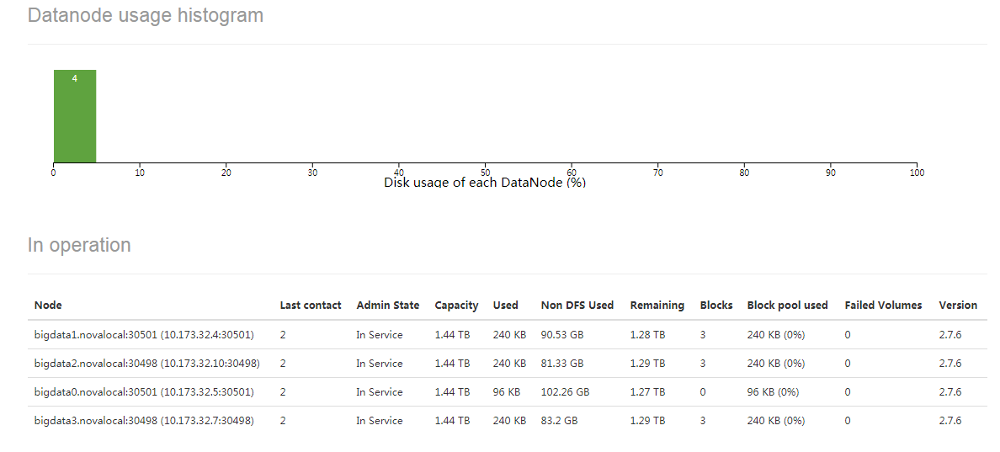 Datanode usage histogram
4
0 10 20 30 40 50 60 70 80 90 100
Disk usage of each DataNode (%)
In operation
Node Last contact Admin State Capacity Used Non DFS Used Remaining Blocks Block pool used Failed Volumes Version
bigdata1.novalocal:30501 (10.173.32.4:30501) 2 In Service 1.44 TB 240 KB 90.53 GB 1.28 TB 3 240 KB (0%) 0 2.7.6
bigdata2.novalocal:30498 (10.173.32.10:30498) 2 In Service 1.44 TB 240 KB 81.33 GB 1.29 TB 3 240 KB (0%) 0 2.7.6
bigdata0.novalocal:30501 (10.173.32.5:30501) 2 In Service 1.44 TB 96 KB 102.26 GB 1.27 TB 0 96 KB (0%) 0 2.7.6
bigdata3.novalocal:30498 (10.173.32.7:30498) 2 In Service 1.44 TB 240 KB 83.2 GB 1.29 TB 3 240 KB (0%) 0 2.7.6